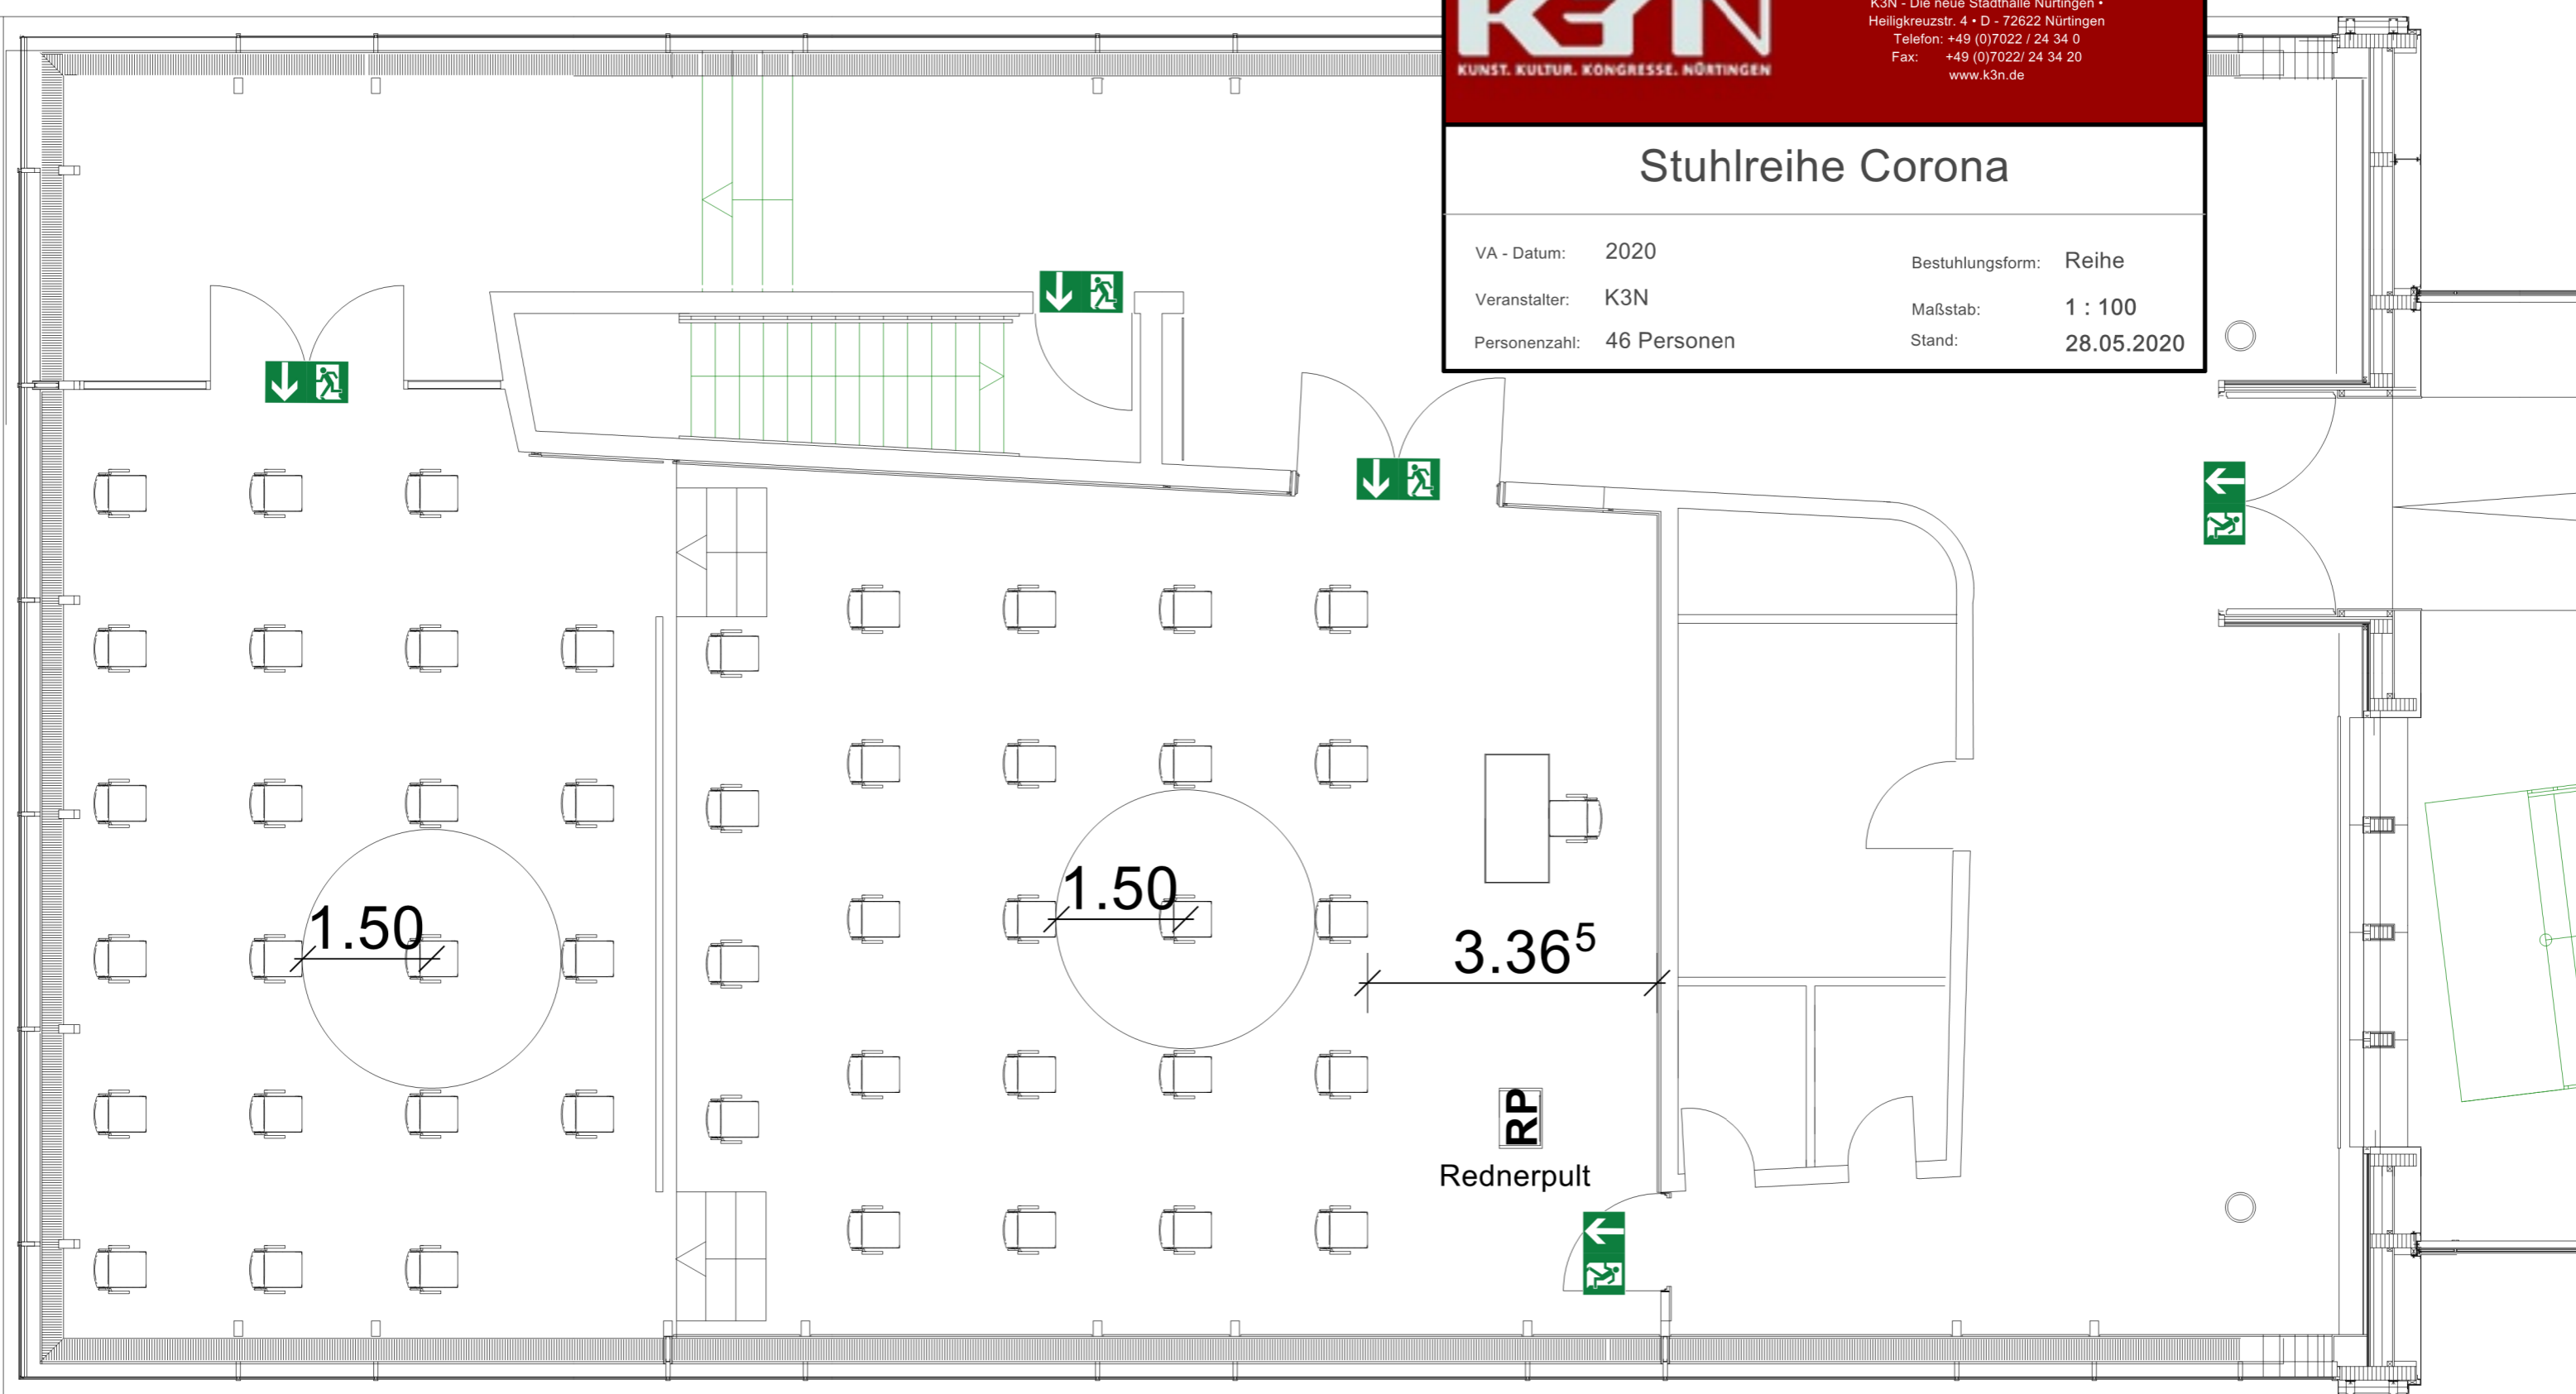 K3N
KUNST. KULTUR. KONGRESSE. NÜRTINGEN
K3N - Die neue Stadthalle Nürtingen •
Heiligkreuzstr. 4 • D - 72622 Nürtingen
Telefon: +49 (0)7022 / 24 34 0
Fax: +49 (0)7022/ 24 34 20
www.k3n.de
Stuhlreihe Corona
VA - Datum: 2020
Veranstalter: K3N
Personenzahl: 46 Personen
Bestuhlungsform: Reihe
Maßstab: 1 : 100
Stand: 28.05.2020
1.50
1.50
3.36⁵
RP
Rednerpult